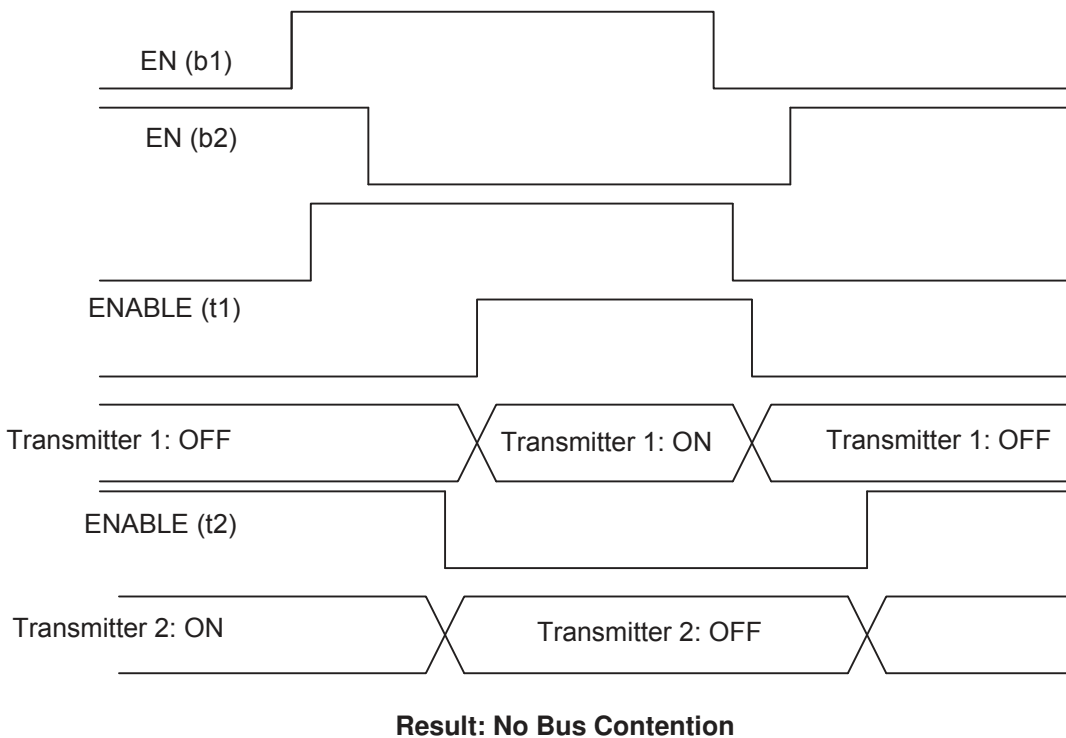 EN (b1)
EN (b2)
ENABLE (t1)
Transmitter 1: OFF
Transmitter 1: ON
Transmitter 1: OFF
ENABLE (t2)
Transmitter 2: ON
Transmitter 2: OFF
Result: No Bus Contention